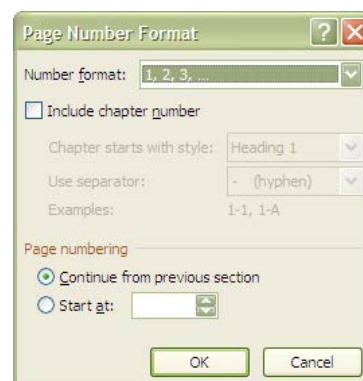 Page Number Format
Number format: 1, 2, 3, ...
Include chapter number
Chapter starts with style: Heading 1
Use separator: - (hyphen)
Examples: 1-1, 1-A
Page numbering
Continue from previous section
Start at:
OK Cancel